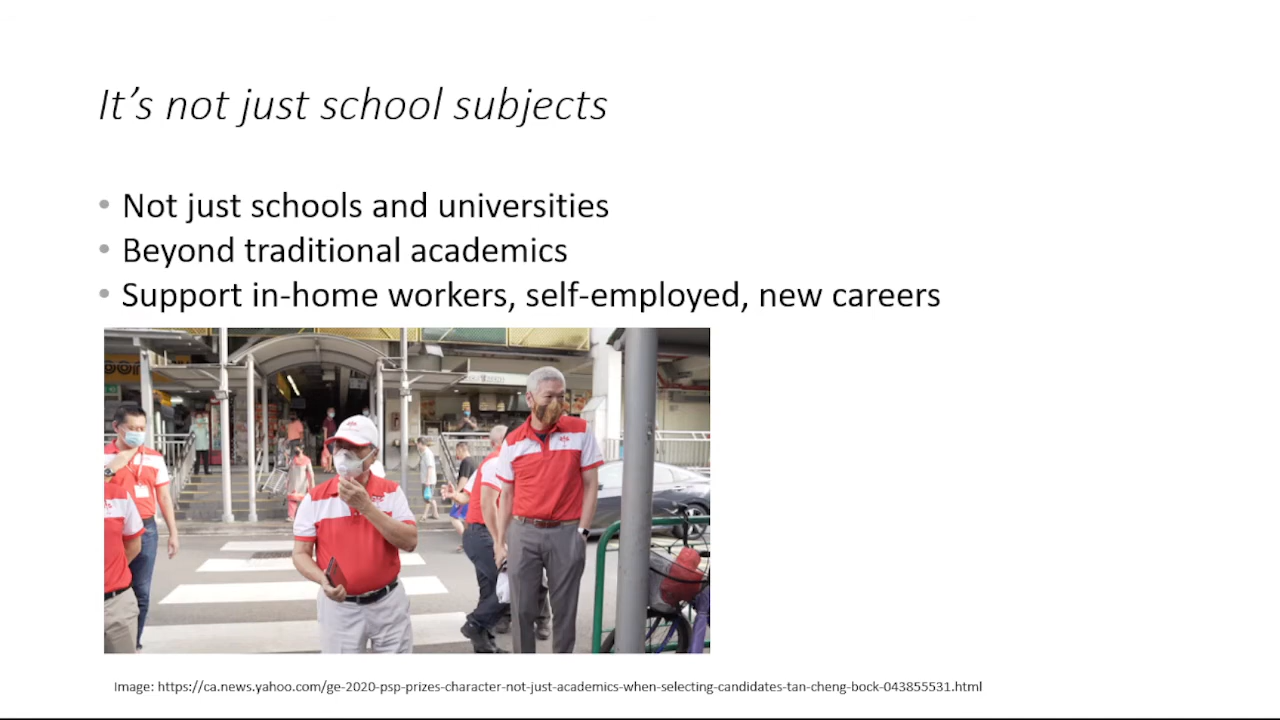 It’s not just school subjects
• Not just schools and universities
• Beyond traditional academics
• Support in-home workers, self-employed, new careers
Image: https://ca.news.yahoo.com/ge-2020-psp-prizes-character-not-just-academics-when-selecting-candidates-tan-cheng-bock-043855531.html